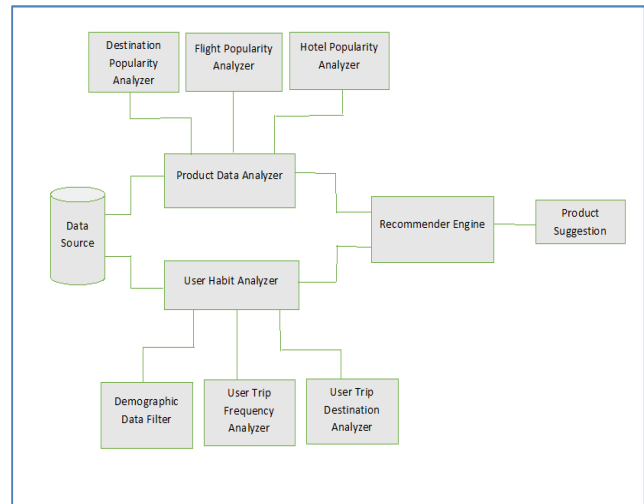 Destination
Popularity
Analyzer
Flight Popularity
Analyzer
Hotel Popularity
Analyzer
Product Data Analyzer
Data
Source
Recommender Engine
Product
Suggestion
User Habit Analyzer
Demographic
Data Filter
User Trip
Frequency
Analyzer
User Trip
Destination
Analyzer